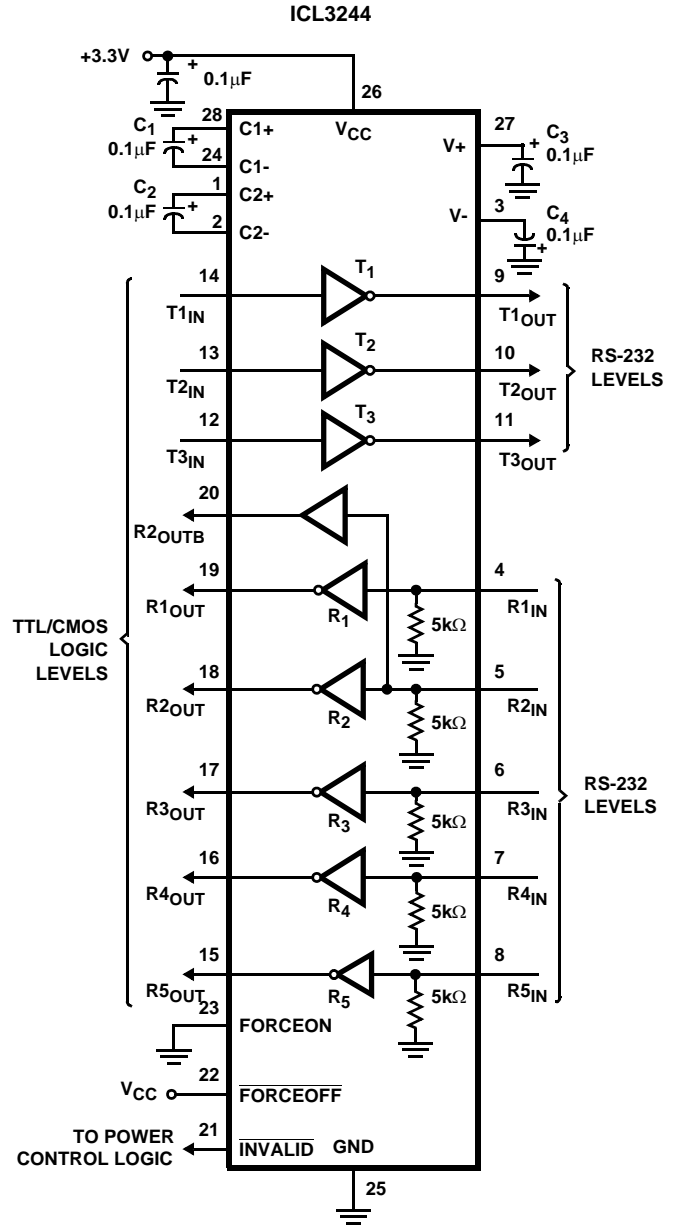 ICL3244
+3.3V
+
0.1μF
26
28
C1
0.1μF
+
24
C1+
C1-
VCC
V+
27
+
C3
0.1μF
1
C2
0.1μF
+
2
C2+
C2-
V-
3
C4
0.1μF
+
14
T1IN
T1
9
T1OUT
13
T2IN
T2
10
T2OUT
RS-232
LEVELS
12
T3IN
T3
11
T3OUT
20
R2OUTB
19
R1OUT
R1
5kΩ
4
R1IN
TTL/CMOS
LOGIC
LEVELS
18
R2OUT
R2
5kΩ
5
R2IN
17
R3OUT
R3
5kΩ
6
R3IN
RS-232
LEVELS
16
R4OUT
R4
5kΩ
7
R4IN
15
R5OUT
R5
5kΩ
8
R5IN
23
FORCEON
22
VCC
FORCEOFF
21
TO POWER
CONTROL LOGIC
INVALID
GND
25